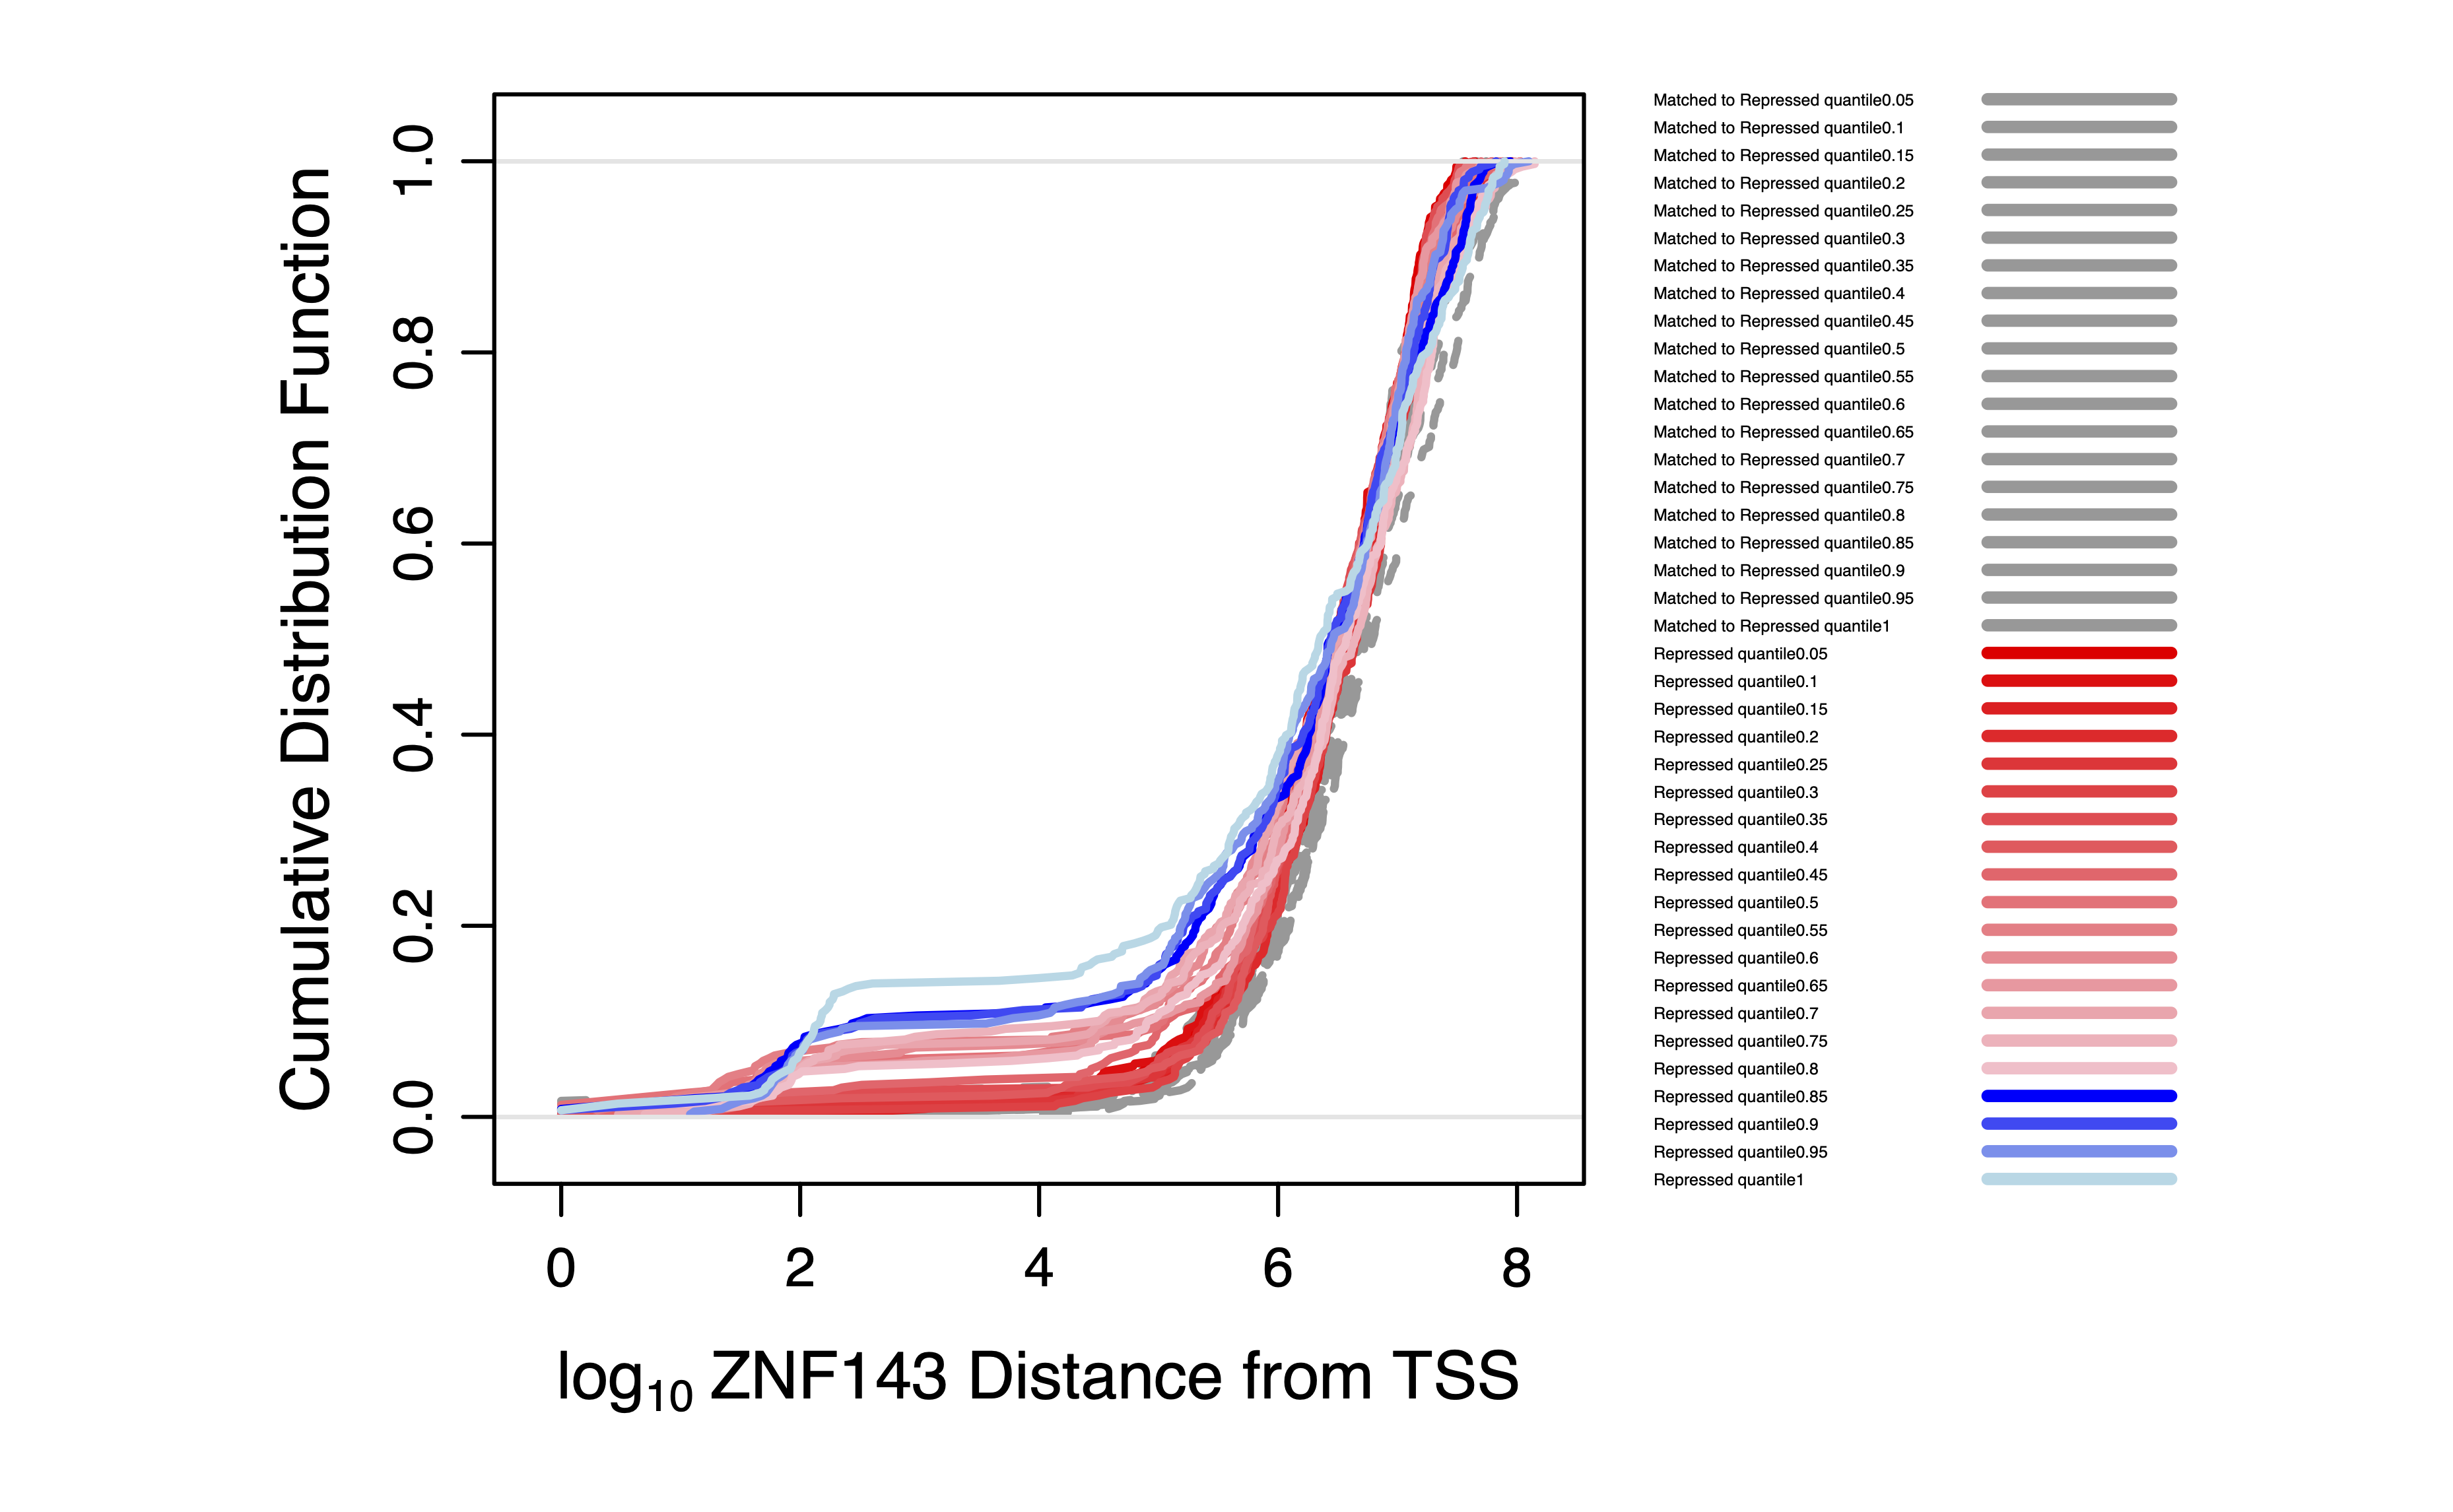 Cumulative Distribution Function
1.0
0.8
0.6
0.4
0.2
0.0
0 2 4 6 8
log10 ZNF143 Distance from TSS
Matched to Repressed quantile0.05
Matched to Repressed quantile0.1
Matched to Repressed quantile0.15
Matched to Repressed quantile0.2
Matched to Repressed quantile0.25
Matched to Repressed quantile0.3
Matched to Repressed quantile0.35
Matched to Repressed quantile0.4
Matched to Repressed quantile0.45
Matched to Repressed quantile0.5
Matched to Repressed quantile0.55
Matched to Repressed quantile0.6
Matched to Repressed quantile0.65
Matched to Repressed quantile0.7
Matched to Repressed quantile0.75
Matched to Repressed quantile0.8
Matched to Repressed quantile0.85
Matched to Repressed quantile0.9
Matched to Repressed quantile0.95
Matched to Repressed quantile1
Repressed quantile0.05
Repressed quantile0.1
Repressed quantile0.15
Repressed quantile0.2
Repressed quantile0.25
Repressed quantile0.3
Repressed quantile0.35
Repressed quantile0.4
Repressed quantile0.45
Repressed quantile0.5
Repressed quantile0.55
Repressed quantile0.6
Repressed quantile0.65
Repressed quantile0.7
Repressed quantile0.75
Repressed quantile0.8
Repressed quantile0.85
Repressed quantile0.9
Repressed quantile0.95
Repressed quantile1